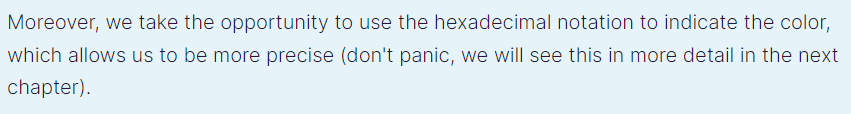 Moreover, we take the opportunity to use the hexadecimal notation to indicate the color,
which allows us to be more precise (don't panic, we will see this in more detail in the next
chapter).